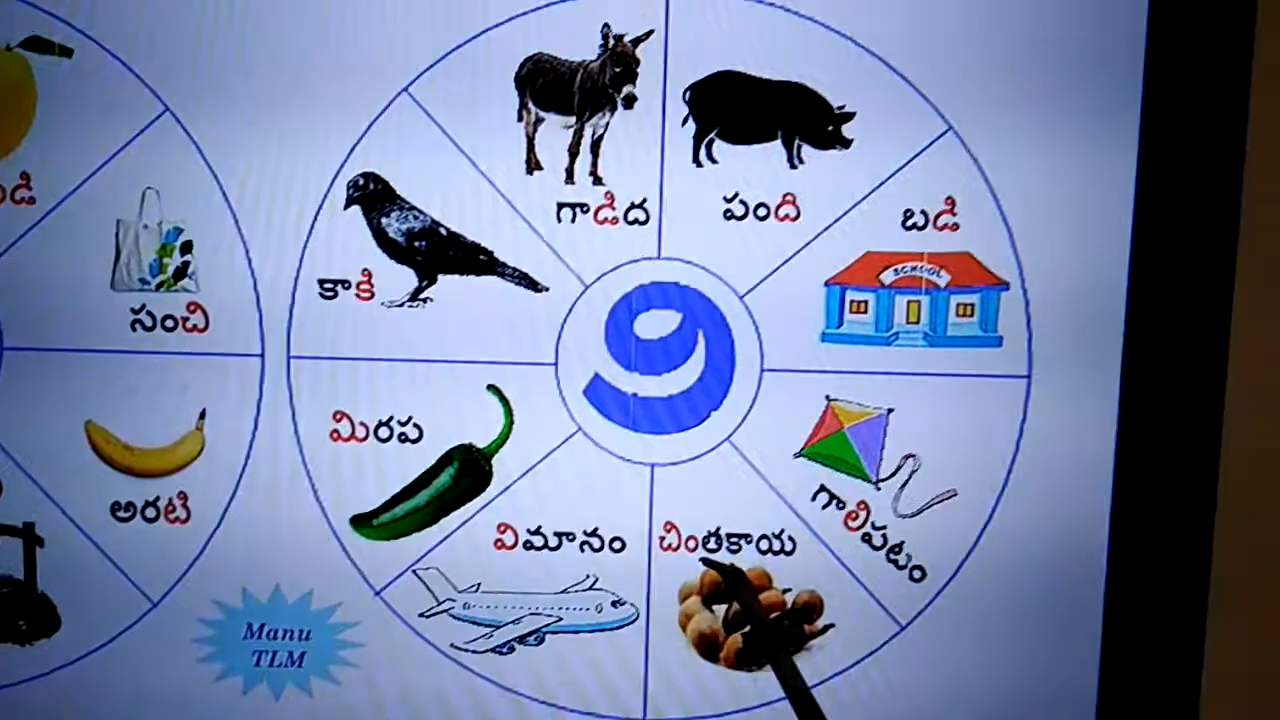 డి
సంచి
అరటి
గాడిద
పంది
బడి
SCHOOL
కాకి
మిరప
విమానం
చింతకాయ
గాలిపటం
Manu
TLM